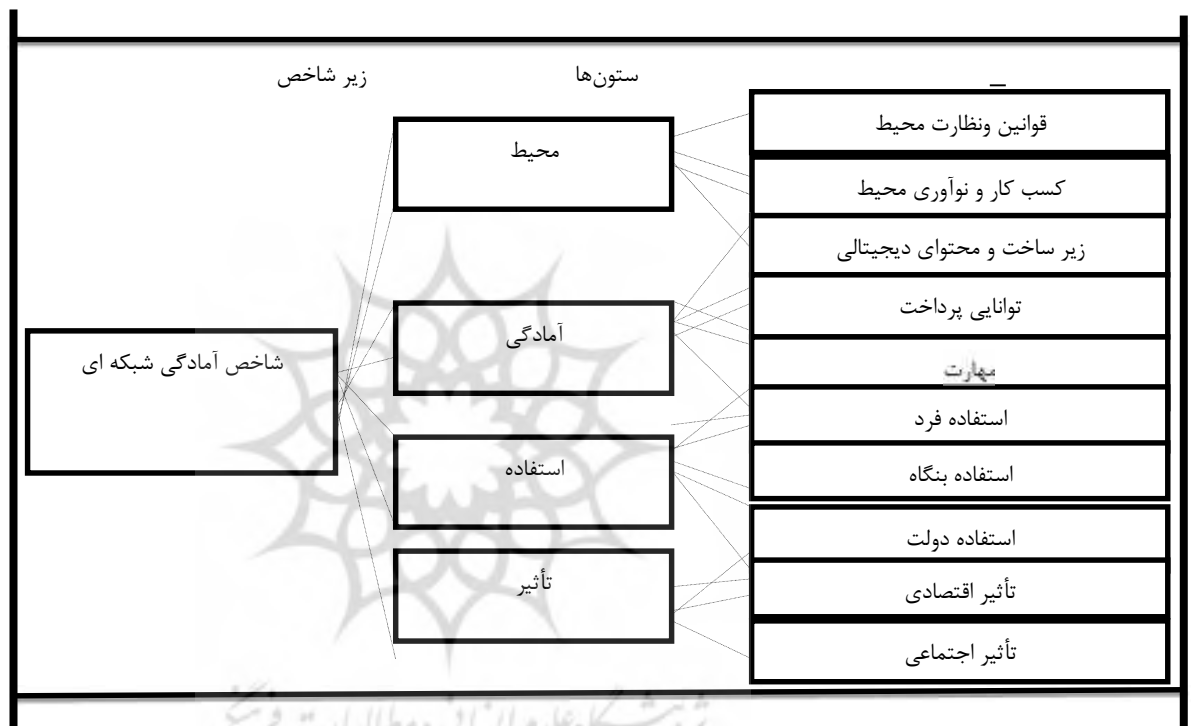 ستون‌ها
زیر شاخص
قوانین ونظارت محیط
کسب کار و نوآوری محیط
زیر ساخت و محتوای دیجیتالی
توانایی پرداخت
مهارت
استفاده فرد
استفاده بنگاه
استفاده دولت
تأثیر اقتصادی
تأثیر اجتماعی
محیط
آمادگی
استفاده
تأثیر
شاخص آمادگی شبکه ای